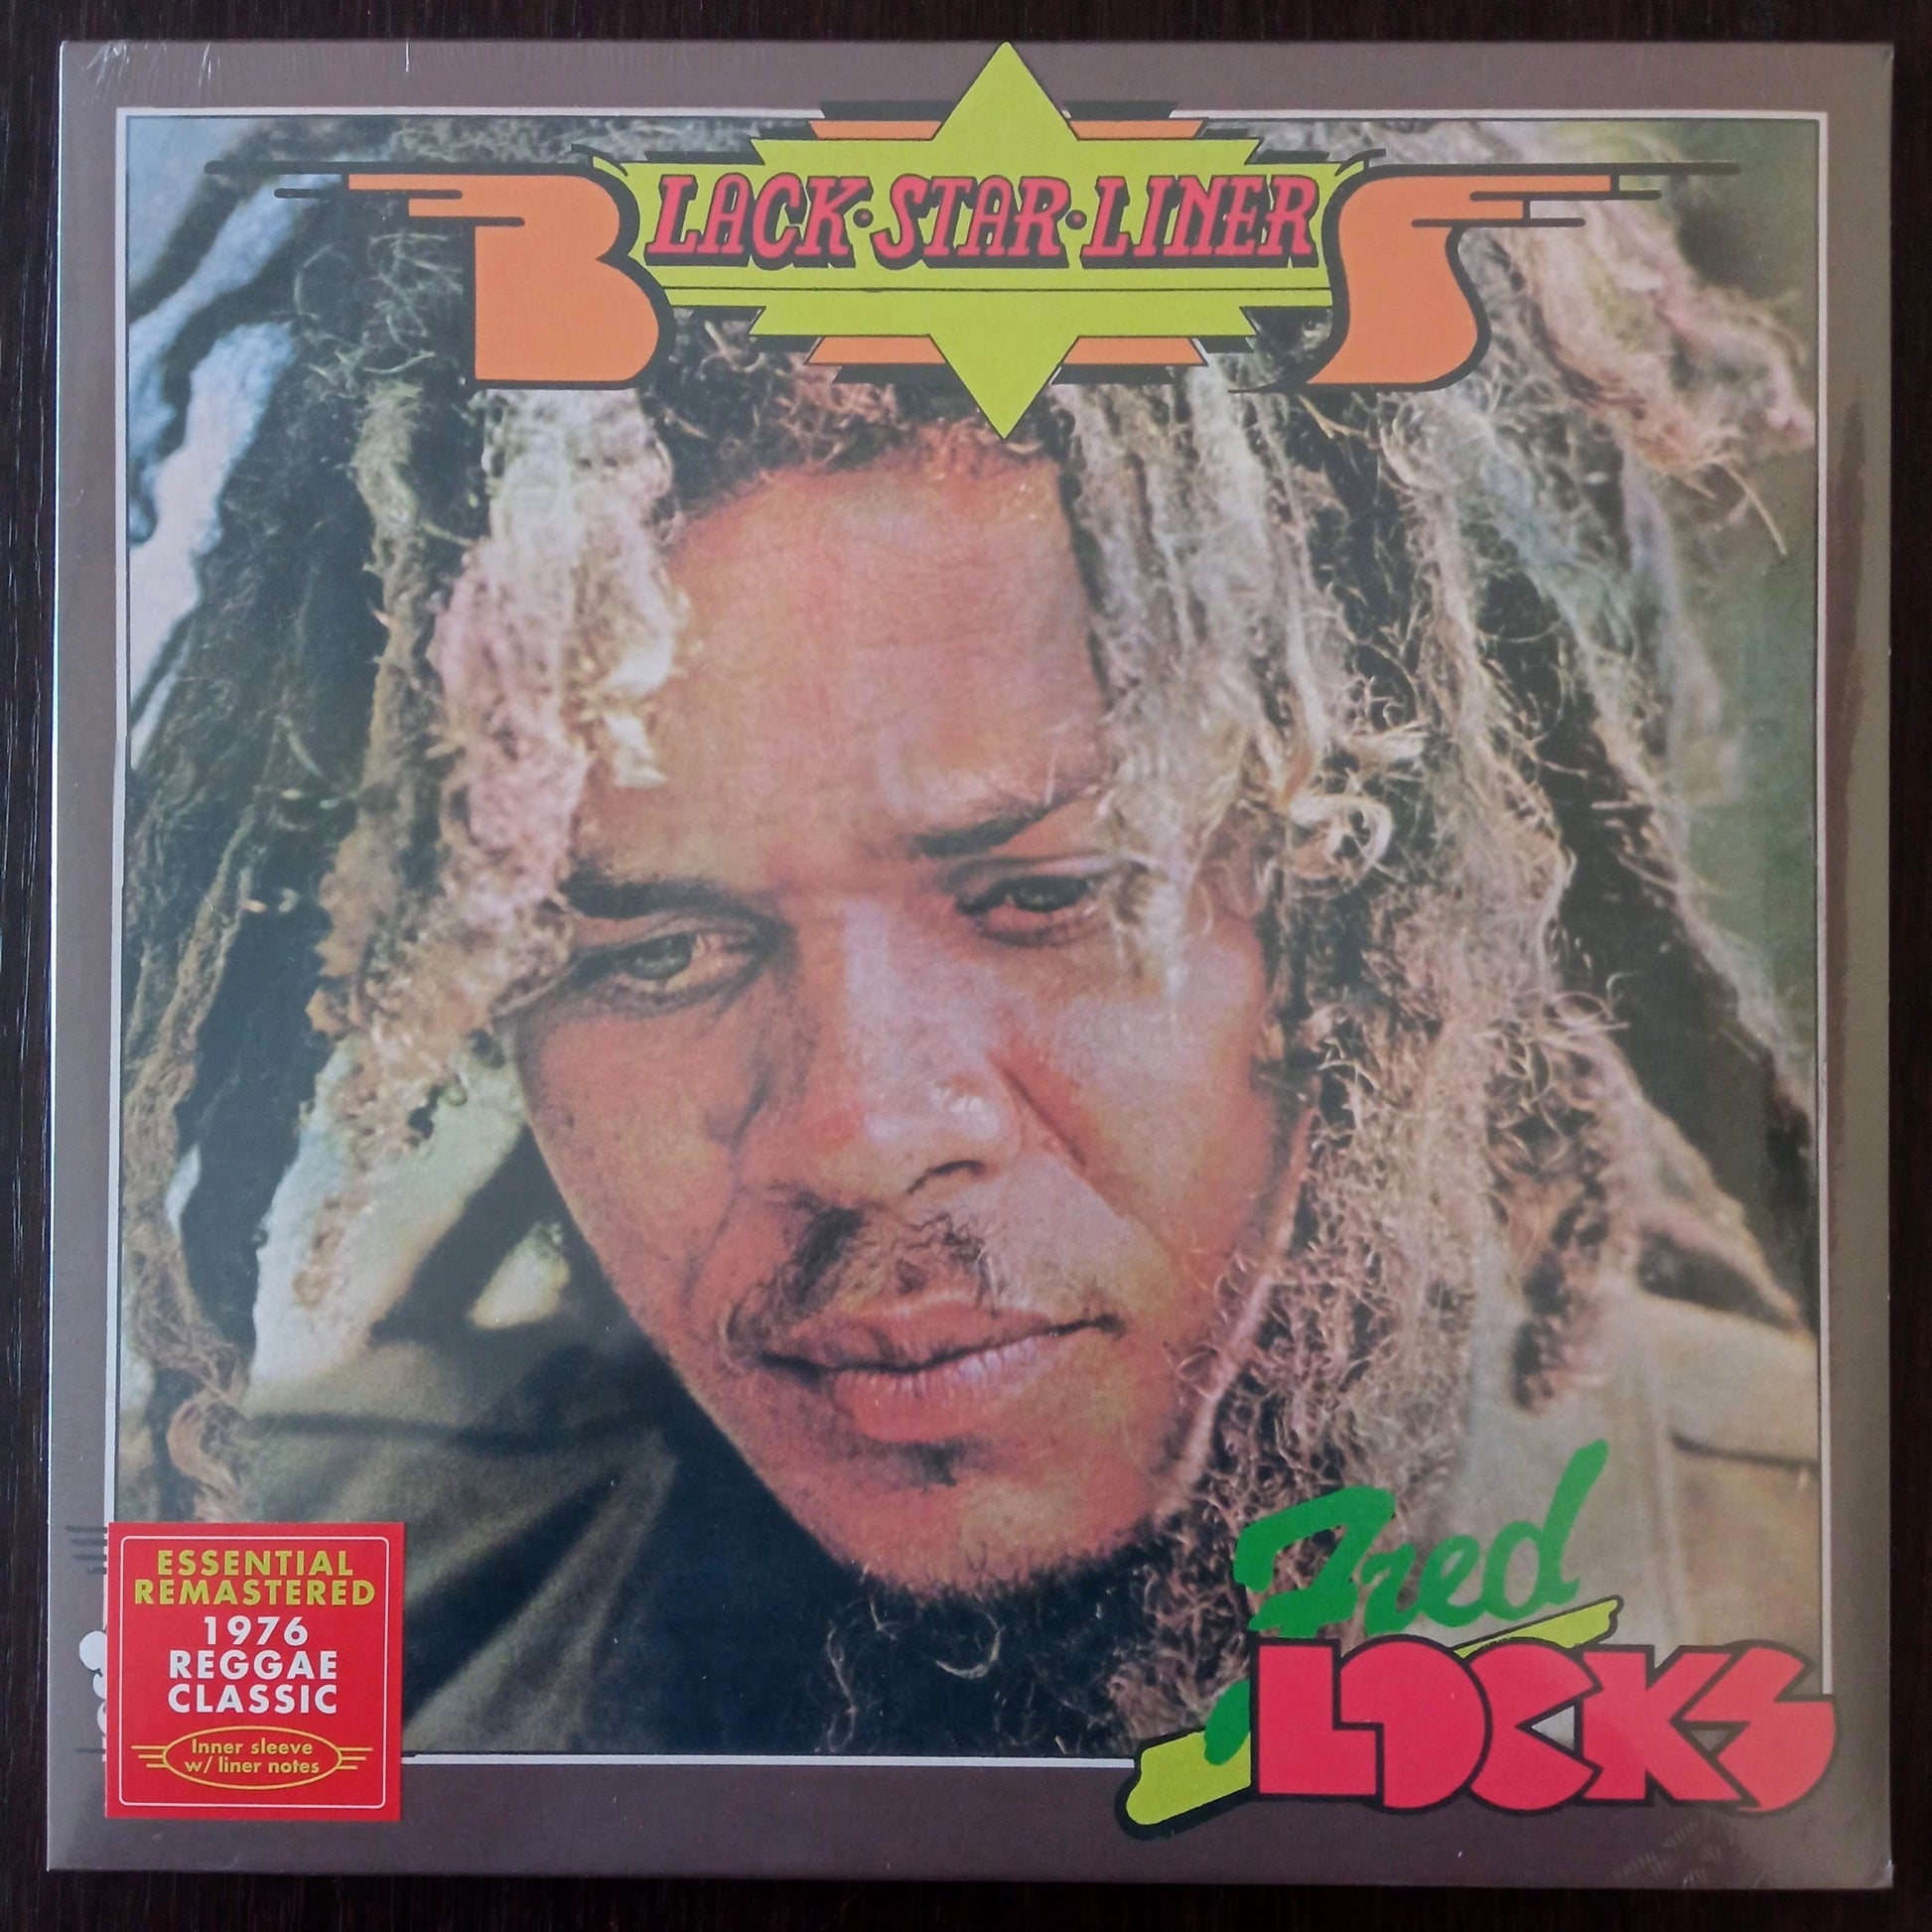 BLACK·STAR·LINERS
Fred
LOCKS
ESSENTIAL
REMASTERED
1976
REGGAE
CLASSIC
Inner sleeve
w/ liner notes